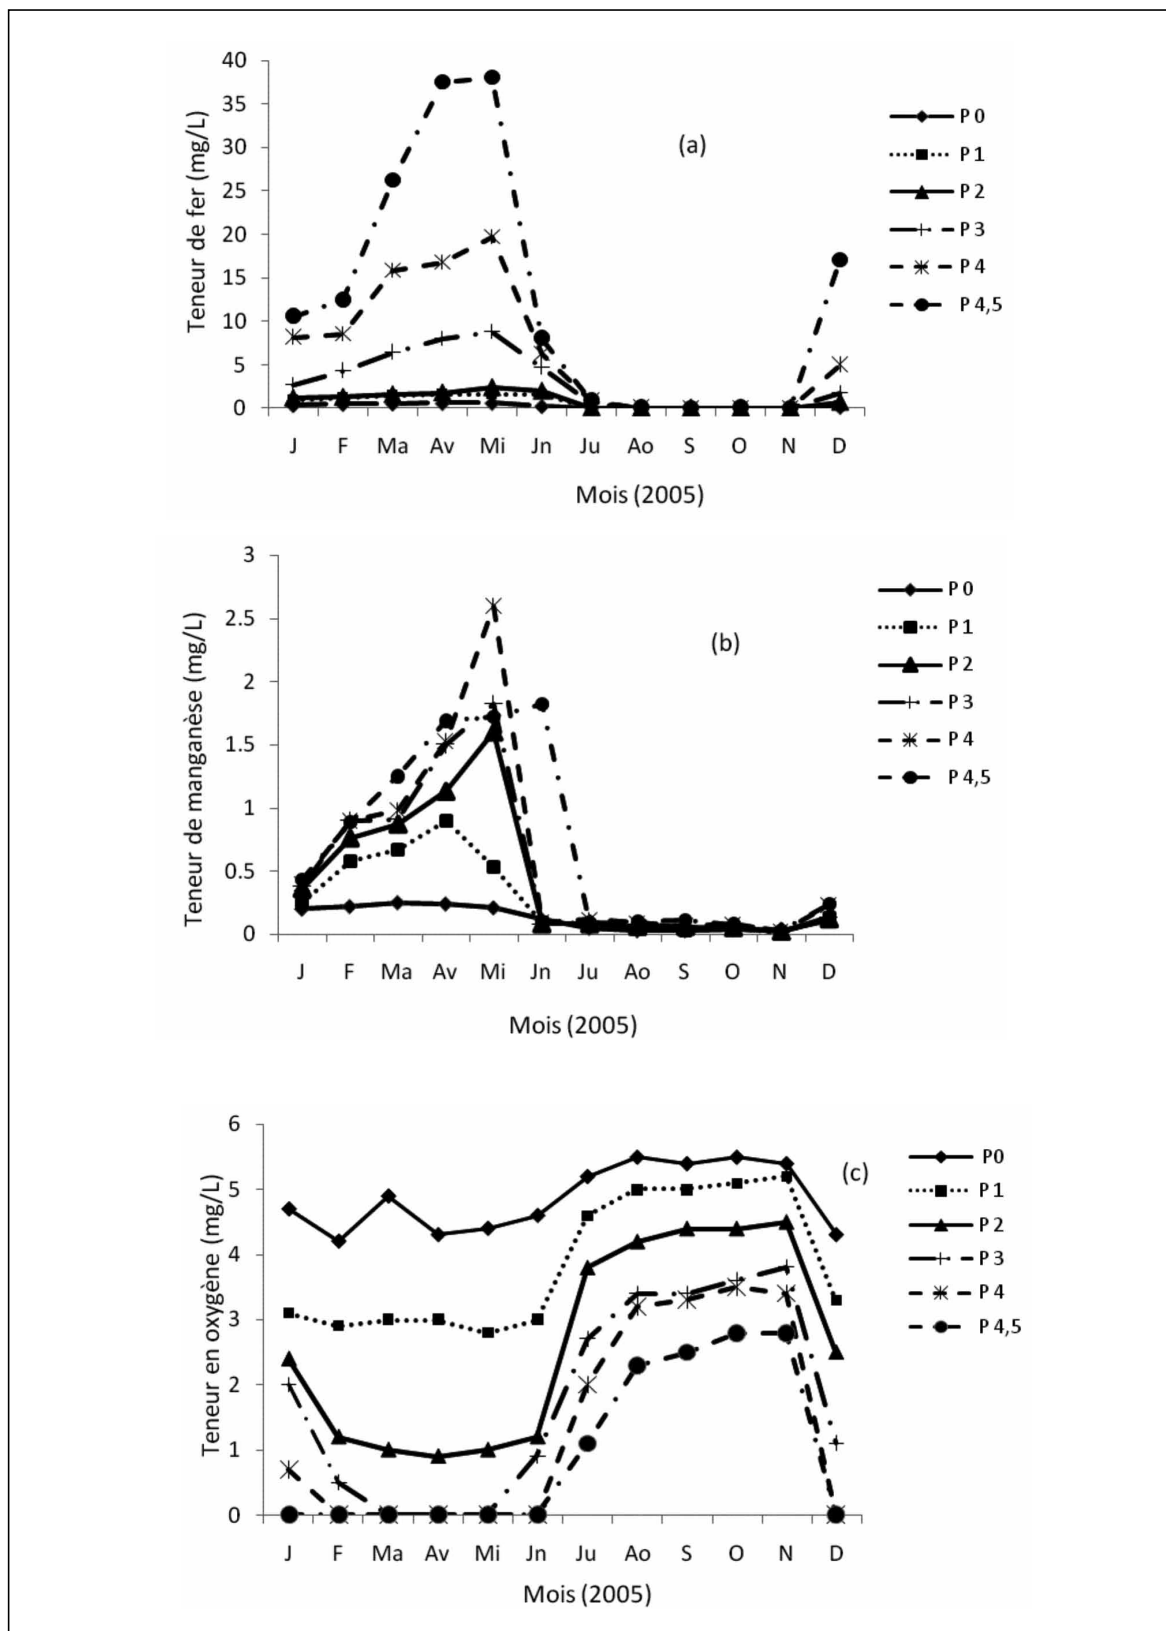 40
35
30
25
20
15
10
5
0
Teneur de fer (mg/L)
(a)
P 0
P 1
P 2
P 3
P 4
P 4,5
J F Ma Av Mi Jn Ju Ao S O N D
Mois (2005)
3
2.5
2
1.5
1
0.5
0
Teneur de manganèse (mg/L)
(b)
P 0
P 1
P 2
P 3
P 4
P 4,5
J F Ma Av Mi Jn Ju Ao S O N D
Mois (2005)
6
5
4
3
2
1
0
Teneur en oxygène (mg/L)
(c)
P0
P 1
P 2
P 3
P 4
P 4,5
J F Ma Av Mi Jn Ju Ao S O N D
Mois (2005)